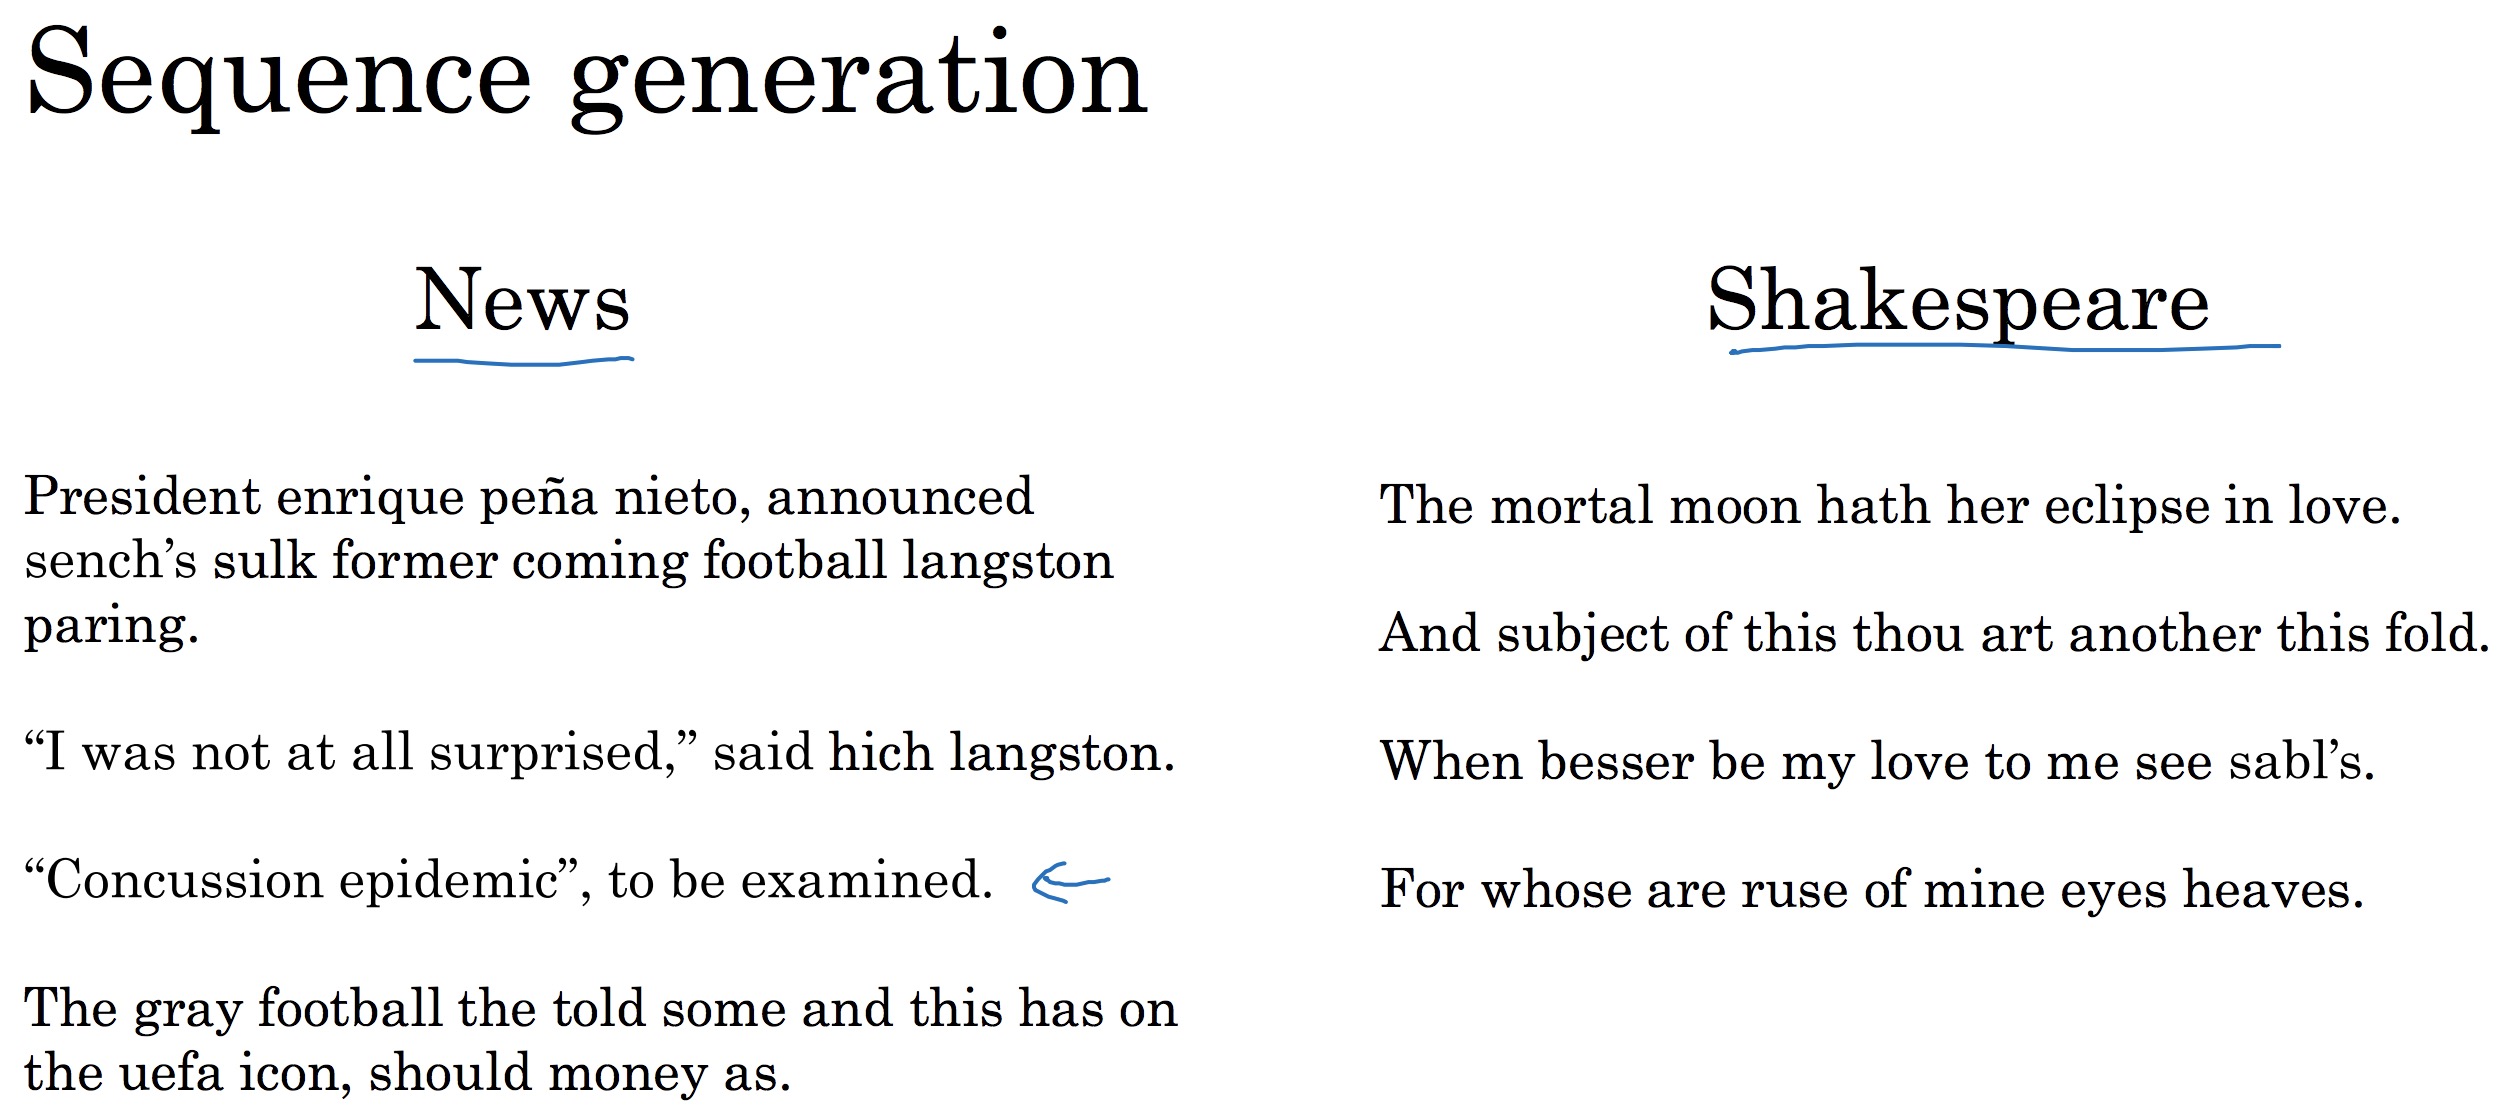 Sequence generation
News
President enrique peña nieto, announced
sench’s sulk former coming football langston
paring.
“I was not at all surprised,” said hich langston.
“Concussion epidemic”, to be examined.
The gray football the told some and this has on
the uefa icon, should money as.
Shakespeare
The mortal moon hath her eclipse in love.
And subject of this thou art another this fold.
When besser be my love to me see sabl’s.
For whose are ruse of mine eyes heaves.